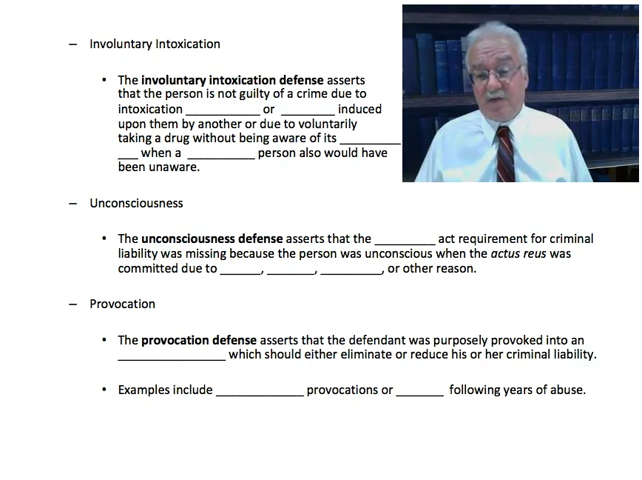 – Involuntary Intoxication
• The involuntary intoxication defense asserts
that the person is not guilty of a crime due to
intoxication ___________ or ________ induced
upon them by another or due to voluntarily
taking a drug without being aware of its _________
___ when a __________ person also would have
been unaware.
– Unconsciousness
• The unconsciousness defense asserts that the _________ act requirement for criminal
liability was missing because the person was unconscious when the actus reus was
committed due to ______, _______, _________, or other reason.
– Provocation
• The provocation defense asserts that the defendant was purposely provoked into an
________________ which should either eliminate or reduce his or her criminal liability.
• Examples include _____________ provocations or _______ following years of abuse.